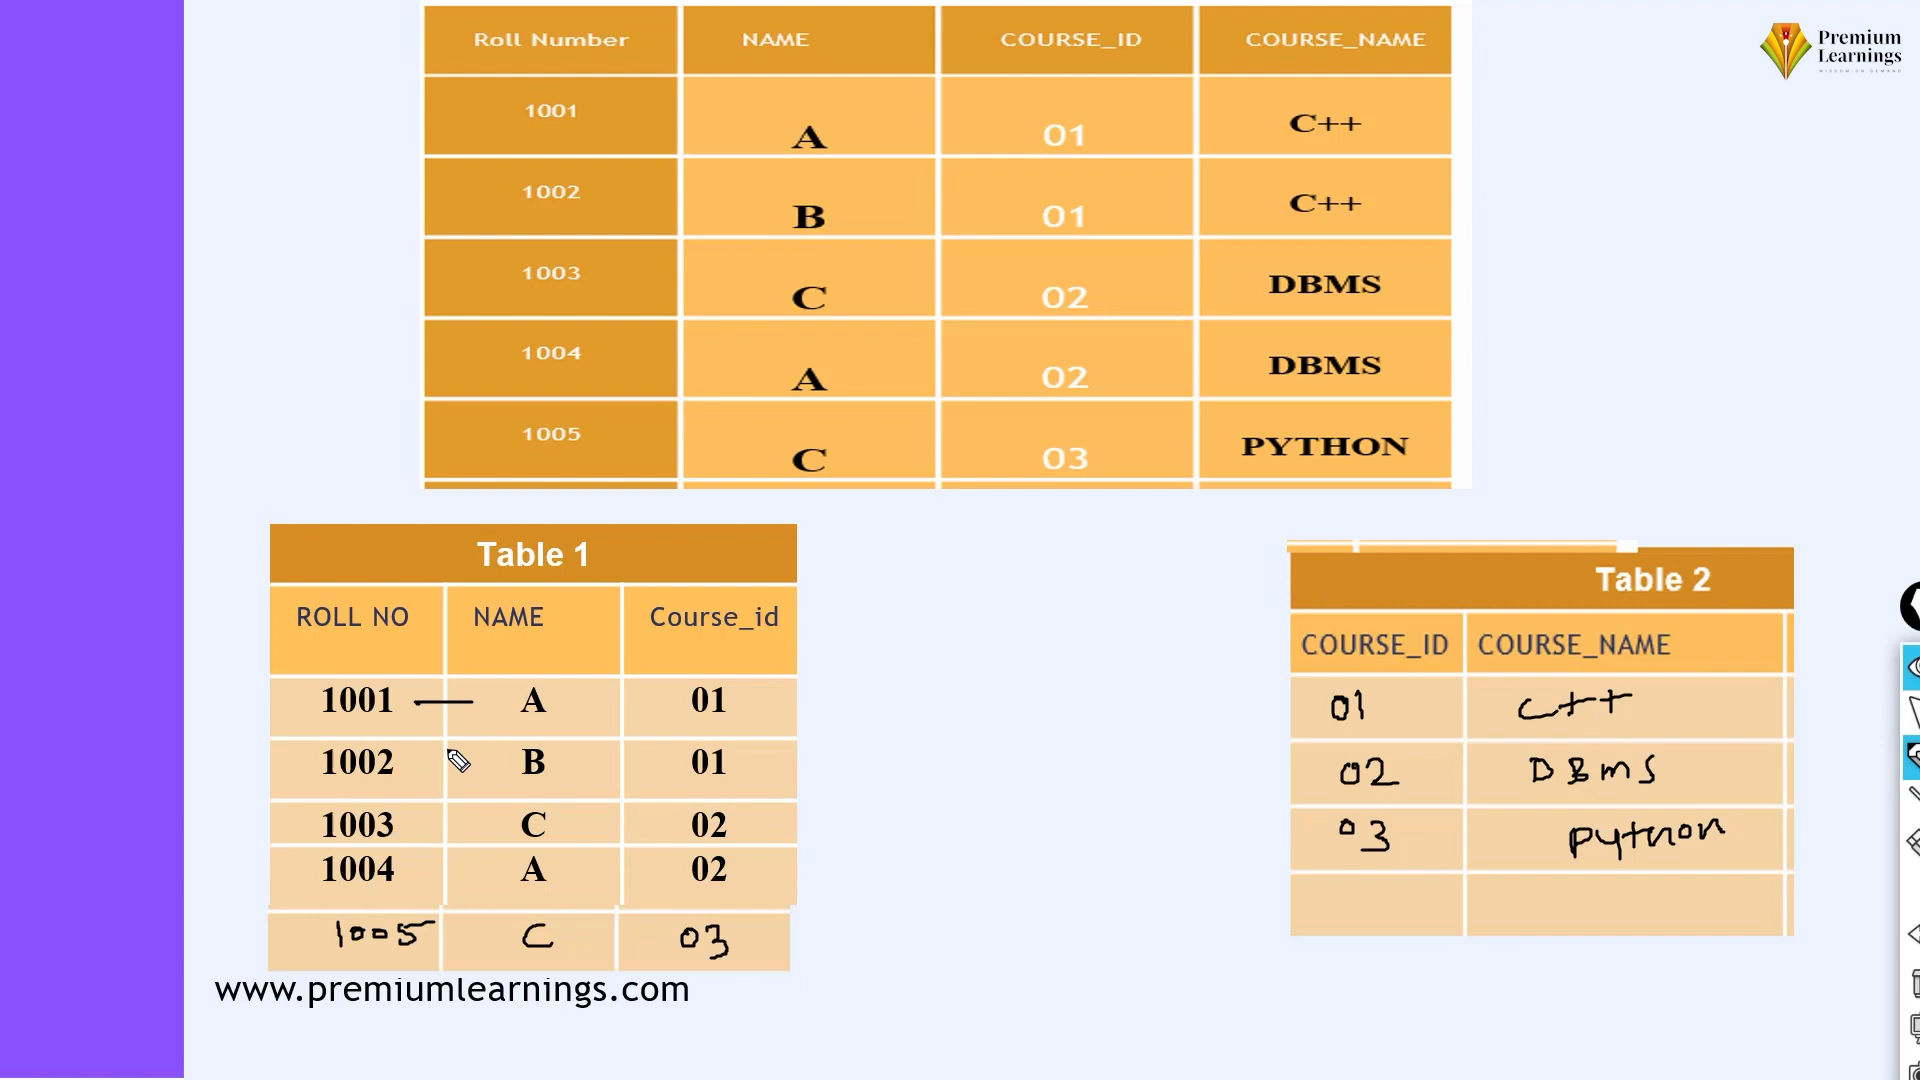 Roll Number NAME COURSE_ID COURSE_NAME
1001 A 01 C++
1002 B 01 C++
1003 C 02 DBMS
1004 A 02 DBMS
1005 C 03 PYTHON
Premium
Learnings
Table 1
ROLL NO NAME Course_id
1001 A 01
1002 B 01
1003 C 02
1004 A 02
1005 C 03
Table 2
COURSE_ID COURSE_NAME
01 C++
02 DBMS
03 python
www.premiumlearnings.com